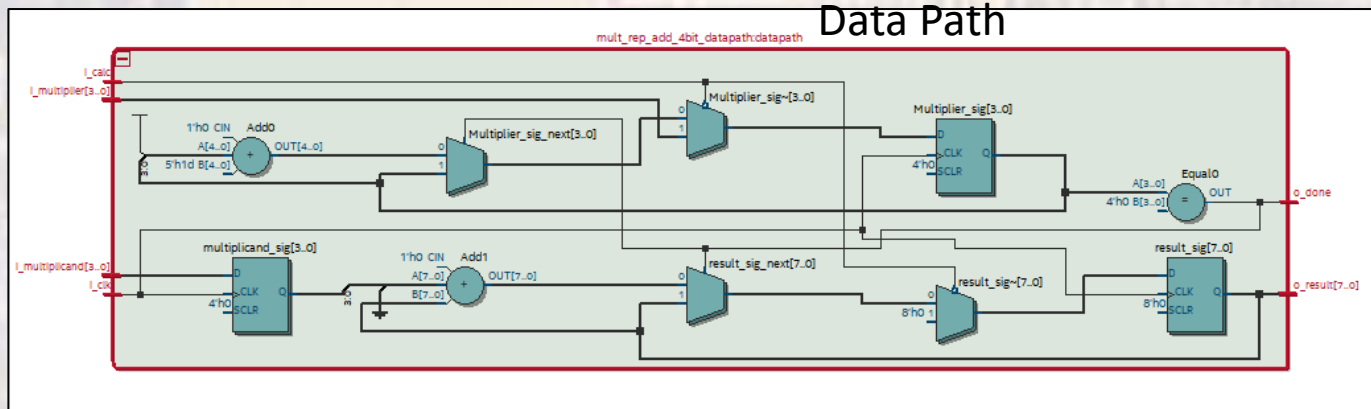 Data Path
mult_rep_add_4bit_datapath:datapath
i_calc
i_multiplier[3..0]
1'h0 CIN
Add0
A[4..0]
OUT[4..0]
5'h1d B[4..0]
+
3:0
Multiplier_sig_next[3..0]
0
1
Multiplier_sig~[3..0]
0
1
Multiplier_sig[3..0]
D
CLK
Q
4'h0
SCLR
Equal0
A[3..0]
OUT
4'h0 B[3..0]
=
o_done
multiplicand_sig[3..0]
i_multiplicand[3..0]
i_clk
D
CLK
Q
4'h0
SCLR
3:0
1'h0 CIN
Add1
A[7..0]
OUT[7..0]
B[7..0]
+
result_sig_next[7..0]
0
1
result_sig~[7..0]
0
8'h0 1
result_sig[7..0]
D
CLK
Q
8'h0
SCLR
o_result[7..0]